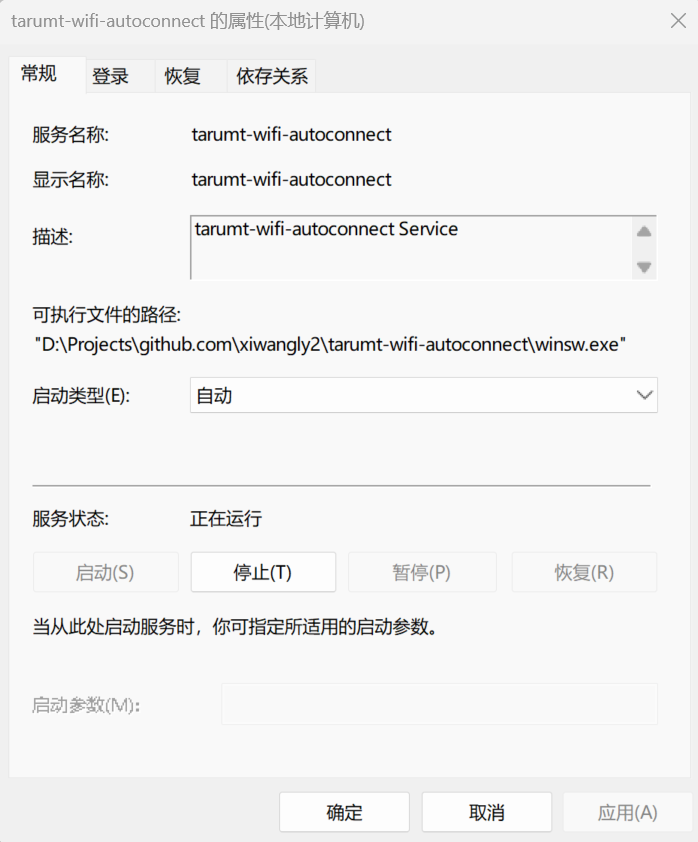 tarumt-wifi-autoconnect 的属性(本地计算机)
常规 登录 恢复 依存关系
服务名称: tarumt-wifi-autoconnect
显示名称: tarumt-wifi-autoconnect
描述: tarumt-wifi-autoconnect Service
可执行文件的路径:
"D:\Projects\github.com\xiwangly2\tarumt-wifi-autoconnect\winsw.exe"
启动类型(E): 自动
服务状态: 正在运行
启动(S) 停止(T) 暂停(P) 恢复(R)
当从此处启动服务时，你可指定所适用的启动参数。
启动参数(M):
确定 取消 应用(A)